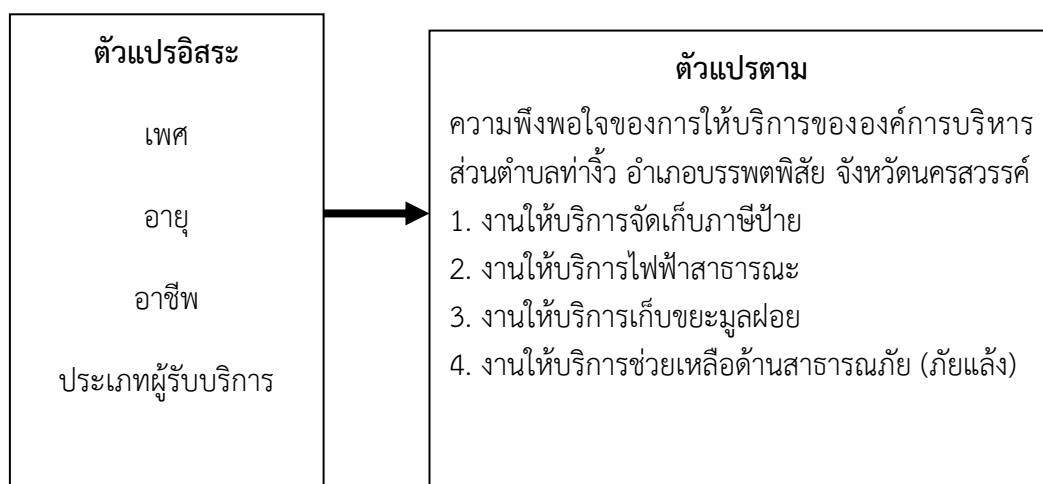 ตัวแปรอิสระ
เพศ
อายุ
อาชีพ
ประเภทผู้รับบริการ
ตัวแปรตาม
ความพึงพอใจของการให้บริการขององค์การบริหาร
ส่วนตำบลท่างิ้ว อำเภอบรรพตพิสัย จังหวัดนครสวรรค์
1. งานให้บริการจัดเก็บภาษีป้าย
2. งานให้บริการไฟฟ้าสาธารณะ
3. งานให้บริการเก็บขยะมูลฝอย
4. งานให้บริการช่วยเหลือด้านสาธารณภัย (ภัยแล้ง)